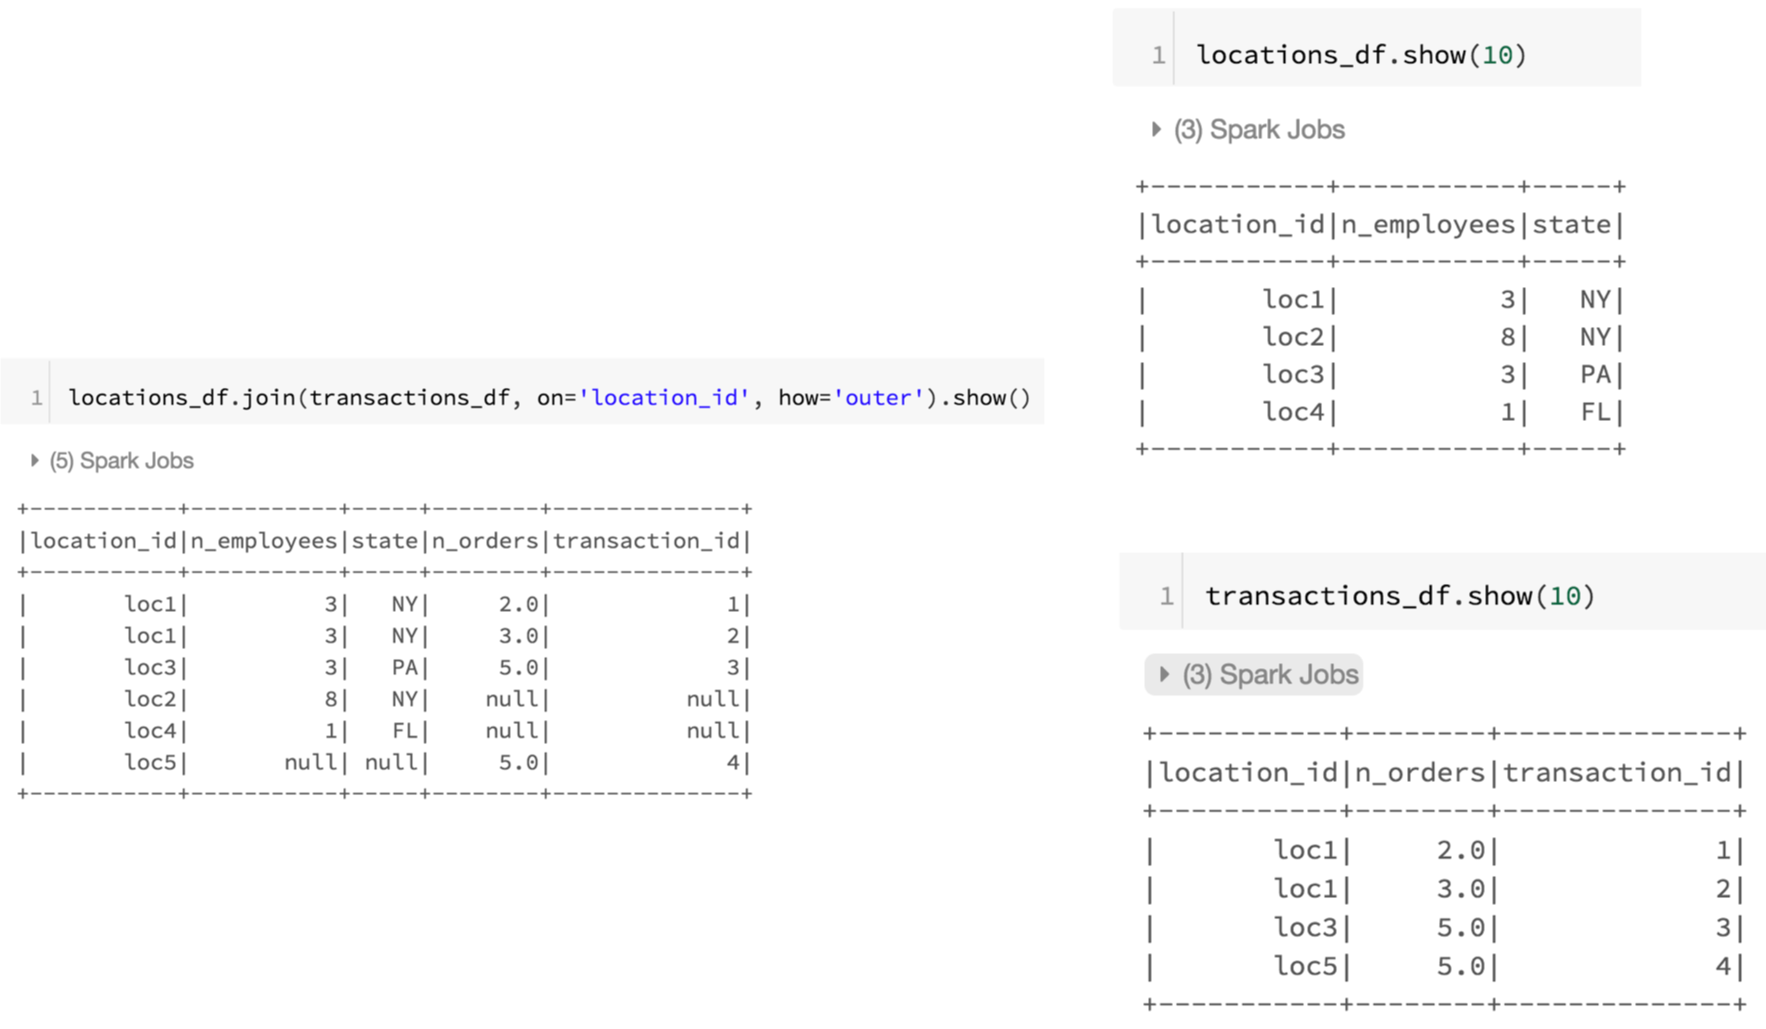 1 locations_df.join(transactions_df, on='location_id', how='outer').show()
(5) Spark Jobs
+-----------+-----------+-----+--------+--------------+
|location_id|n_employees|state|n_orders|transaction_id|
+-----------+-----------+-----+--------+--------------+
|       loc1|          3|   NY|     2.0|             1|
|       loc1|          3|   NY|     3.0|             2|
|       loc3|          3|   PA|     5.0|             3|
|       loc2|          8|   NY|    null|          null|
|       loc4|          1|   FL|    null|          null|
|       loc5|       null| null|     5.0|             4|
+-----------+-----------+-----+--------+--------------+
1 locations_df.show(10)
(3) Spark Jobs
+-----------+-----------+-----+
|location_id|n_employees|state|
+-----------+-----------+-----+
|       loc1|          3|   NY|
|       loc2|          8|   NY|
|       loc3|          3|   PA|
|       loc4|          1|   FL|
+-----------+-----------+-----+
1 transactions_df.show(10)
(3) Spark Jobs
+-----------+--------+--------------+
|location_id|n_orders|transaction_id|
+-----------+--------+--------------+
|       loc1|     2.0|             1|
|       loc1|     3.0|             2|
|       loc3|     5.0|             3|
|       loc5|     5.0|             4|
+-----------+--------+--------------+